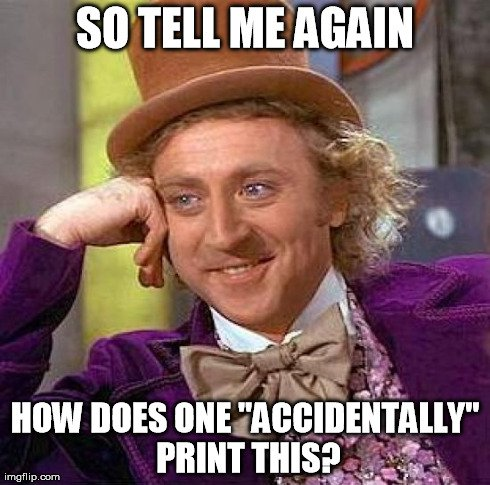 SO TELL ME AGAIN
HOW DOES ONE "ACCIDENTALLY"
PRINT THIS?
imgflip.com